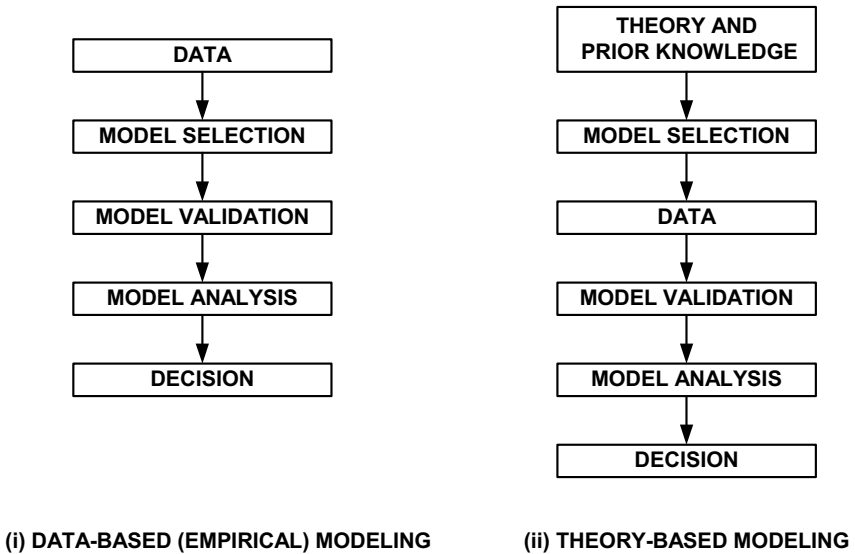 DATA
MODEL SELECTION
MODEL VALIDATION
MODEL ANALYSIS
DECISION
(i) DATA-BASED (EMPIRICAL) MODELING
THEORY AND
PRIOR KNOWLEDGE
MODEL SELECTION
DATA
MODEL VALIDATION
MODEL ANALYSIS
DECISION
(ii) THEORY-BASED MODELING